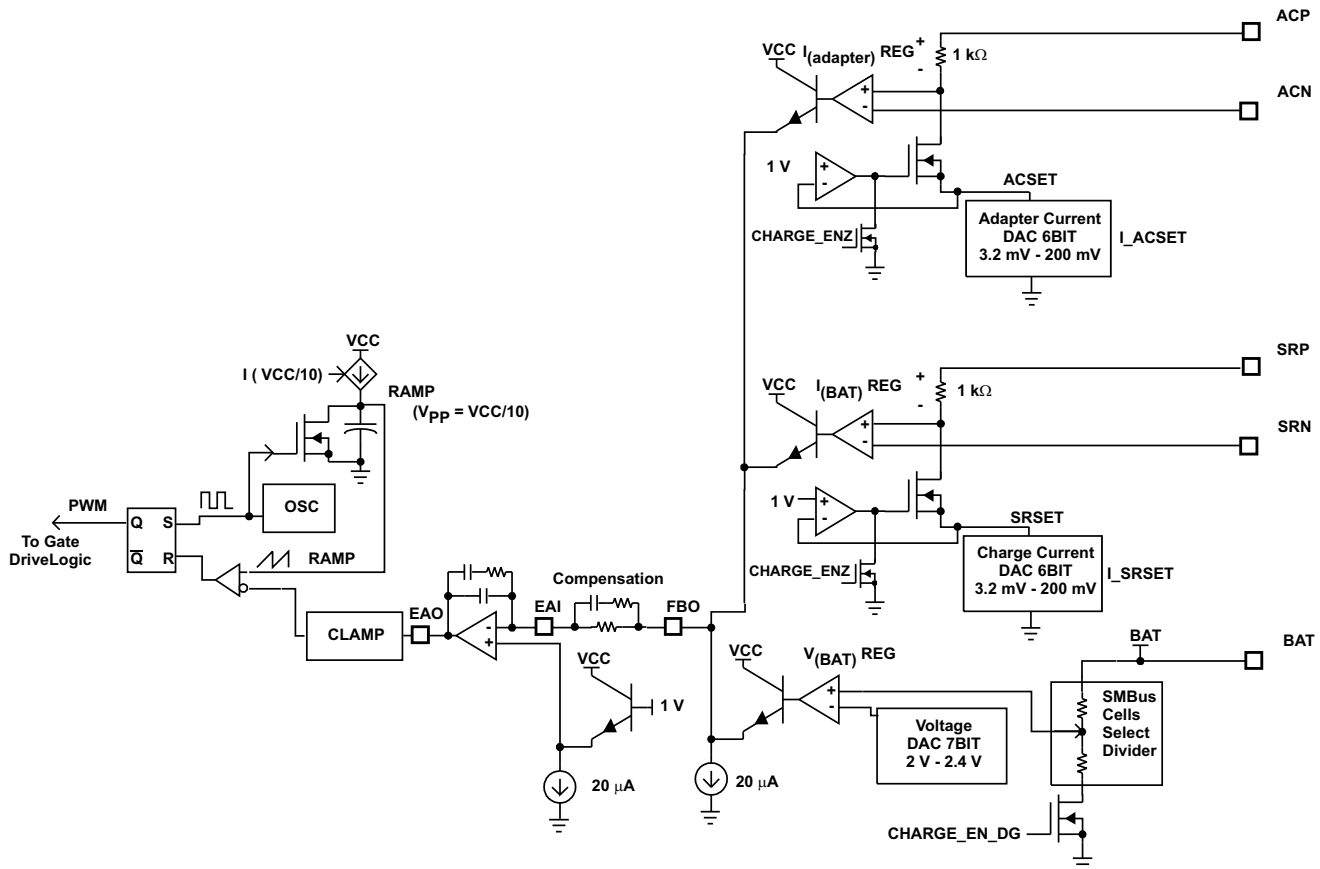 ACP
VCC I(adapter) REG + - 1 kΩ
ACN
+ -
1 V
+ -
ACSET
CHARGE_ENZ
Adapter Current
DAC 6BIT
3.2 mV - 200 mV
I_ACSET
SRP
VCC I(BAT) REG + - 1 kΩ
SRN
+ -
1 V
+ -
SRSET
CHARGE_ENZ
Charge Current
DAC 6BIT
3.2 mV - 200 mV
I_SRSET
VCC
I ( VCC/10)
RAMP
(VPP = VCC/10)
PWM
OSC
Q S
Q R
To Gate
DriveLogic
RAMP
CLAMP
EAO
- +
EAI
Compensation
FBO
VCC
1 V
20 µA
VCC
V(BAT) REG
+ -
20 µA
Voltage
DAC 7BIT
2 V - 2.4 V
BAT
BAT
SMBus
Cells
Select
Divider
CHARGE_EN_DG